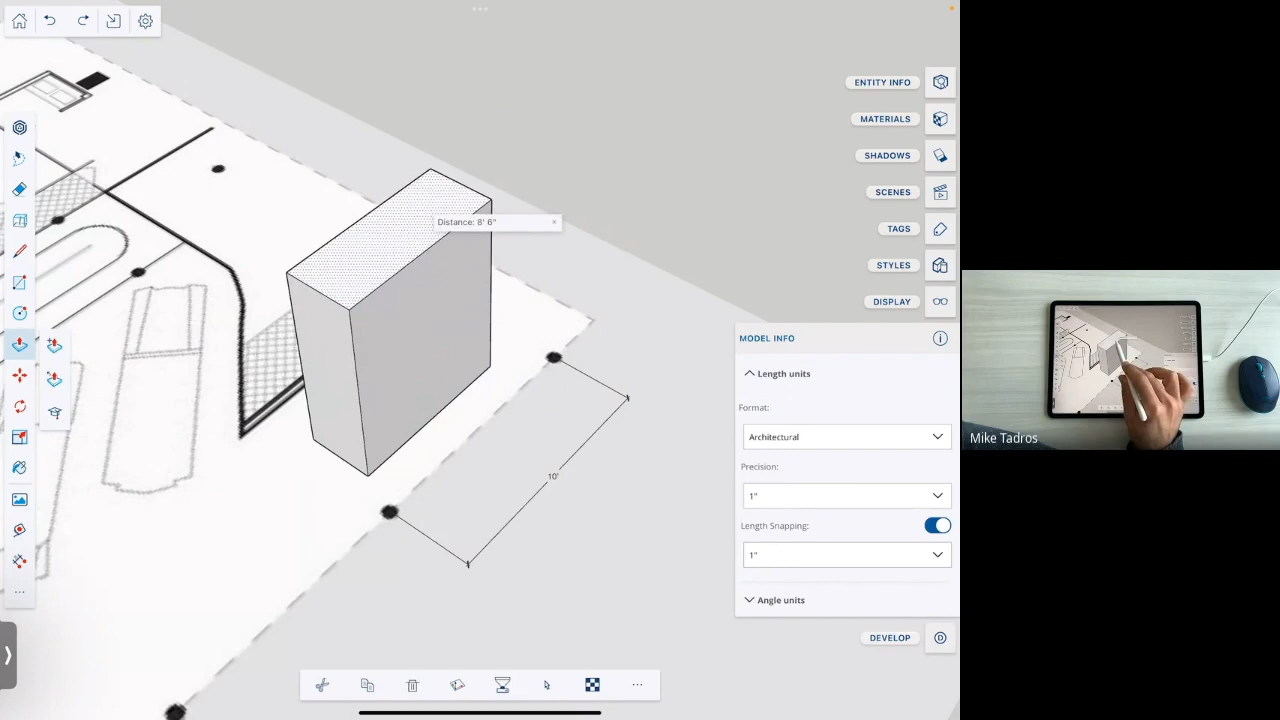 ENTITY INFO
MATERIALS
SHADOWS
SCENES
TAGS
STYLES
DISPLAY
Distance: 8' 6"
MODEL INFO
Length units
Format:
Architectural
Precision:
1"
Length Snapping:
1"
Angle units
DEVELOP
10'
Mike Tadros